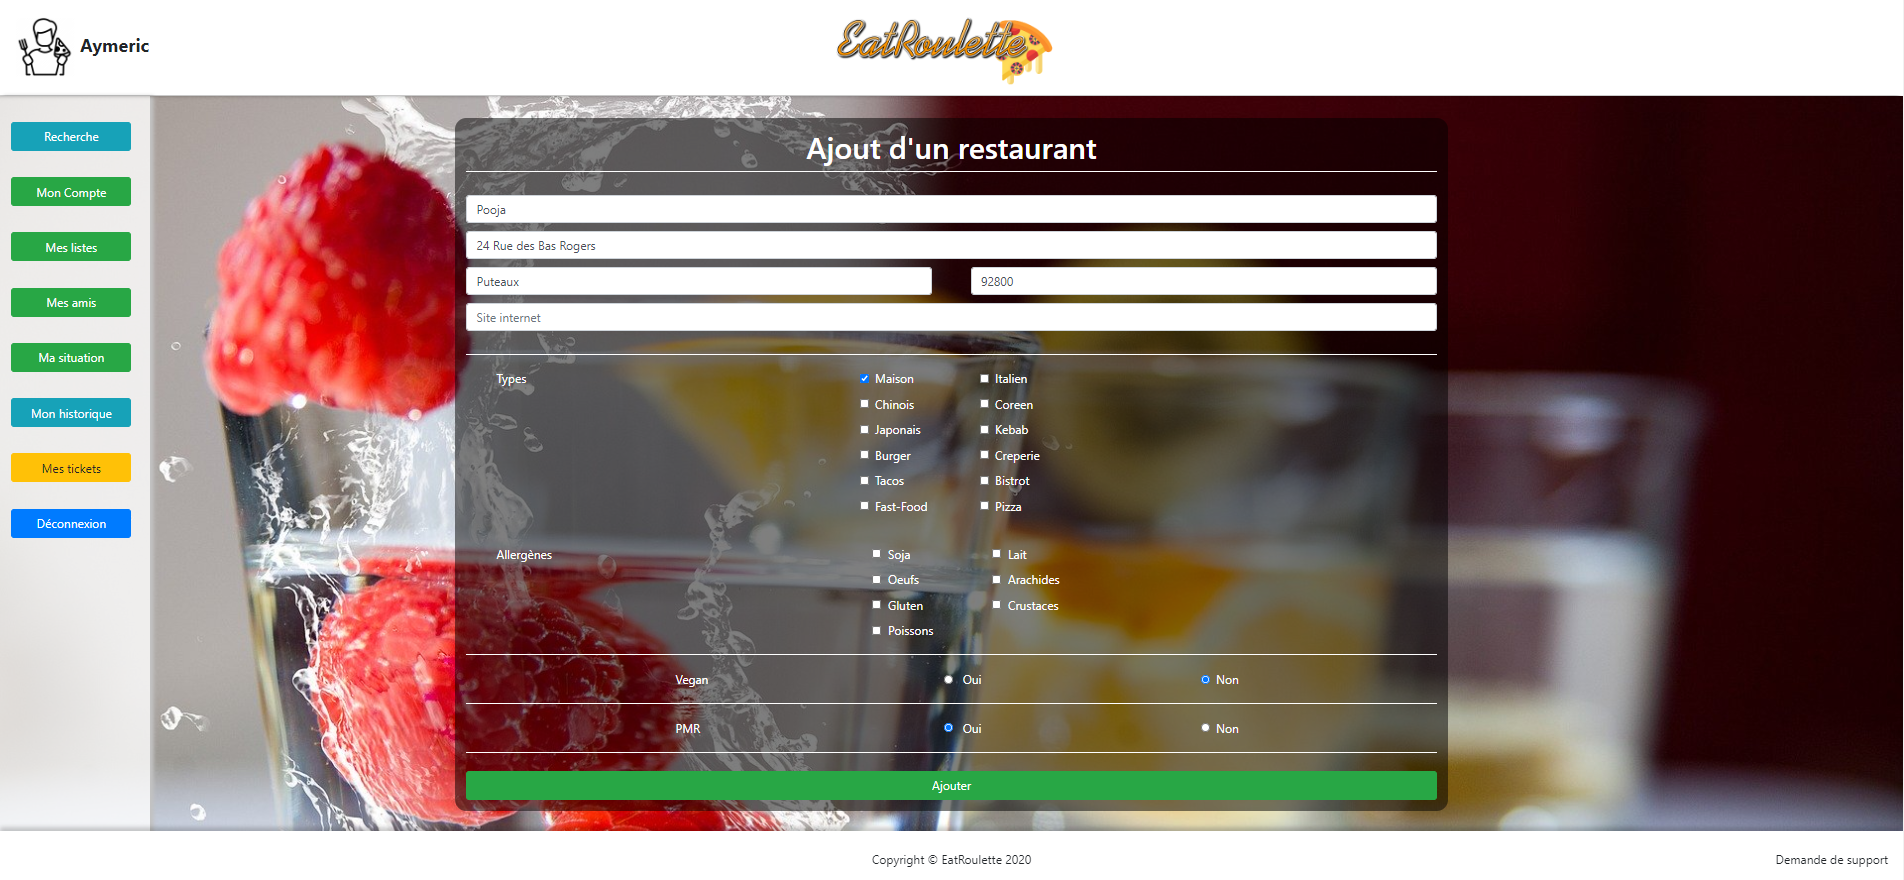 Aymeric
EatRoulette
Recherche
Mon Compte
Mes listes
Mes amis
Ma situation
Mon historique
Mes tickets
Déconnexion
Ajout d'un restaurant
Pooja
24 Rue des Bas Rogers
Puteaux 92800
Site internet
Types
Maison Italien
Chinois Coreen
Japonais Kebab
Burger Creperie
Tacos Bistrot
Fast-Food Pizza
Allergènes
Soja Lait
Oeufs Arachides
Gluten Crustaces
Poissons
Vegan Oui Non
PMR Oui Non
Ajouter
Copyright © EatRoulette 2020
Demande de support